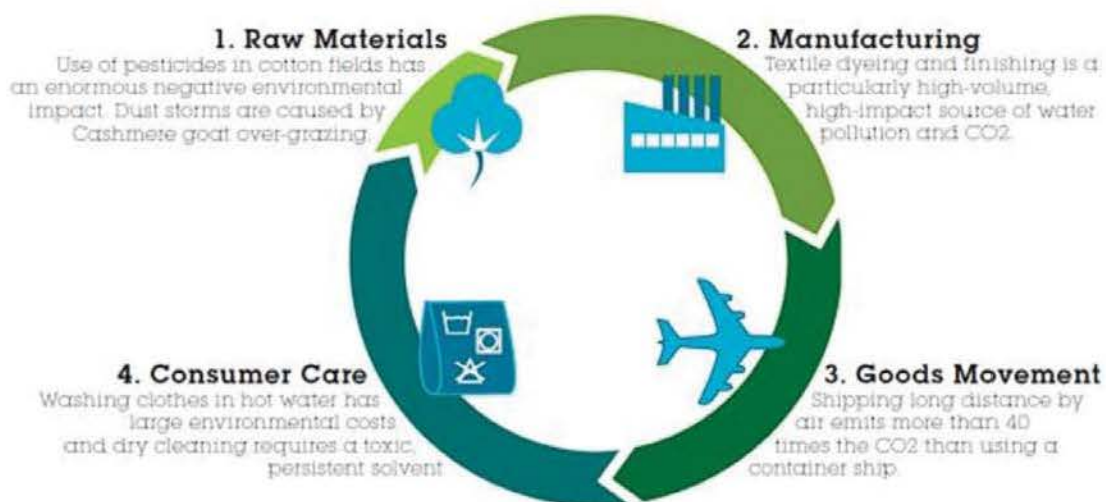 1. Raw Materials
Use of pesticides in cotton fields has
an enormous negative environmental
impact. Dust storms are caused by
Cashmere goat over-grazing.
2. Manufacturing
Textile dyeing and finishing is a
particularly high-volume,
high-impact source of water
pollution and CO2.
3. Goods Movement
Shipping long distance by
air emits more than 40
times the CO2 than using a
container ship.
4. Consumer Care
Washing clothes in hot water has
large environmental costs
and dry cleaning requires a toxic,
persistent solvent